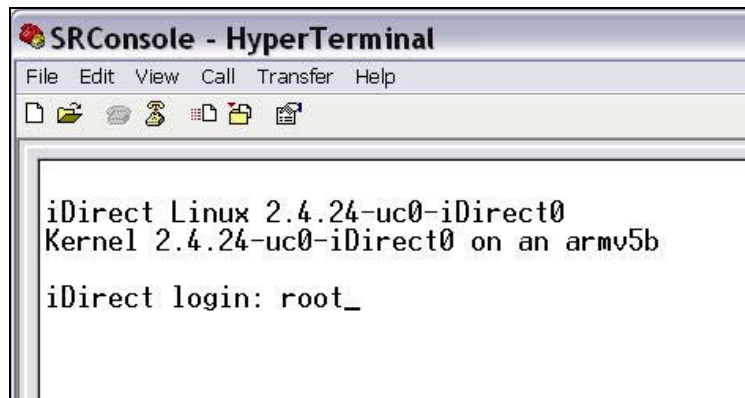 SRConsole - HyperTerminal
File Edit View Call Transfer Help
iDirect Linux 2.4.24-uc0-iDirect0
Kernel 2.4.24-uc0-iDirect0 on an armv5b
iDirect login: root_